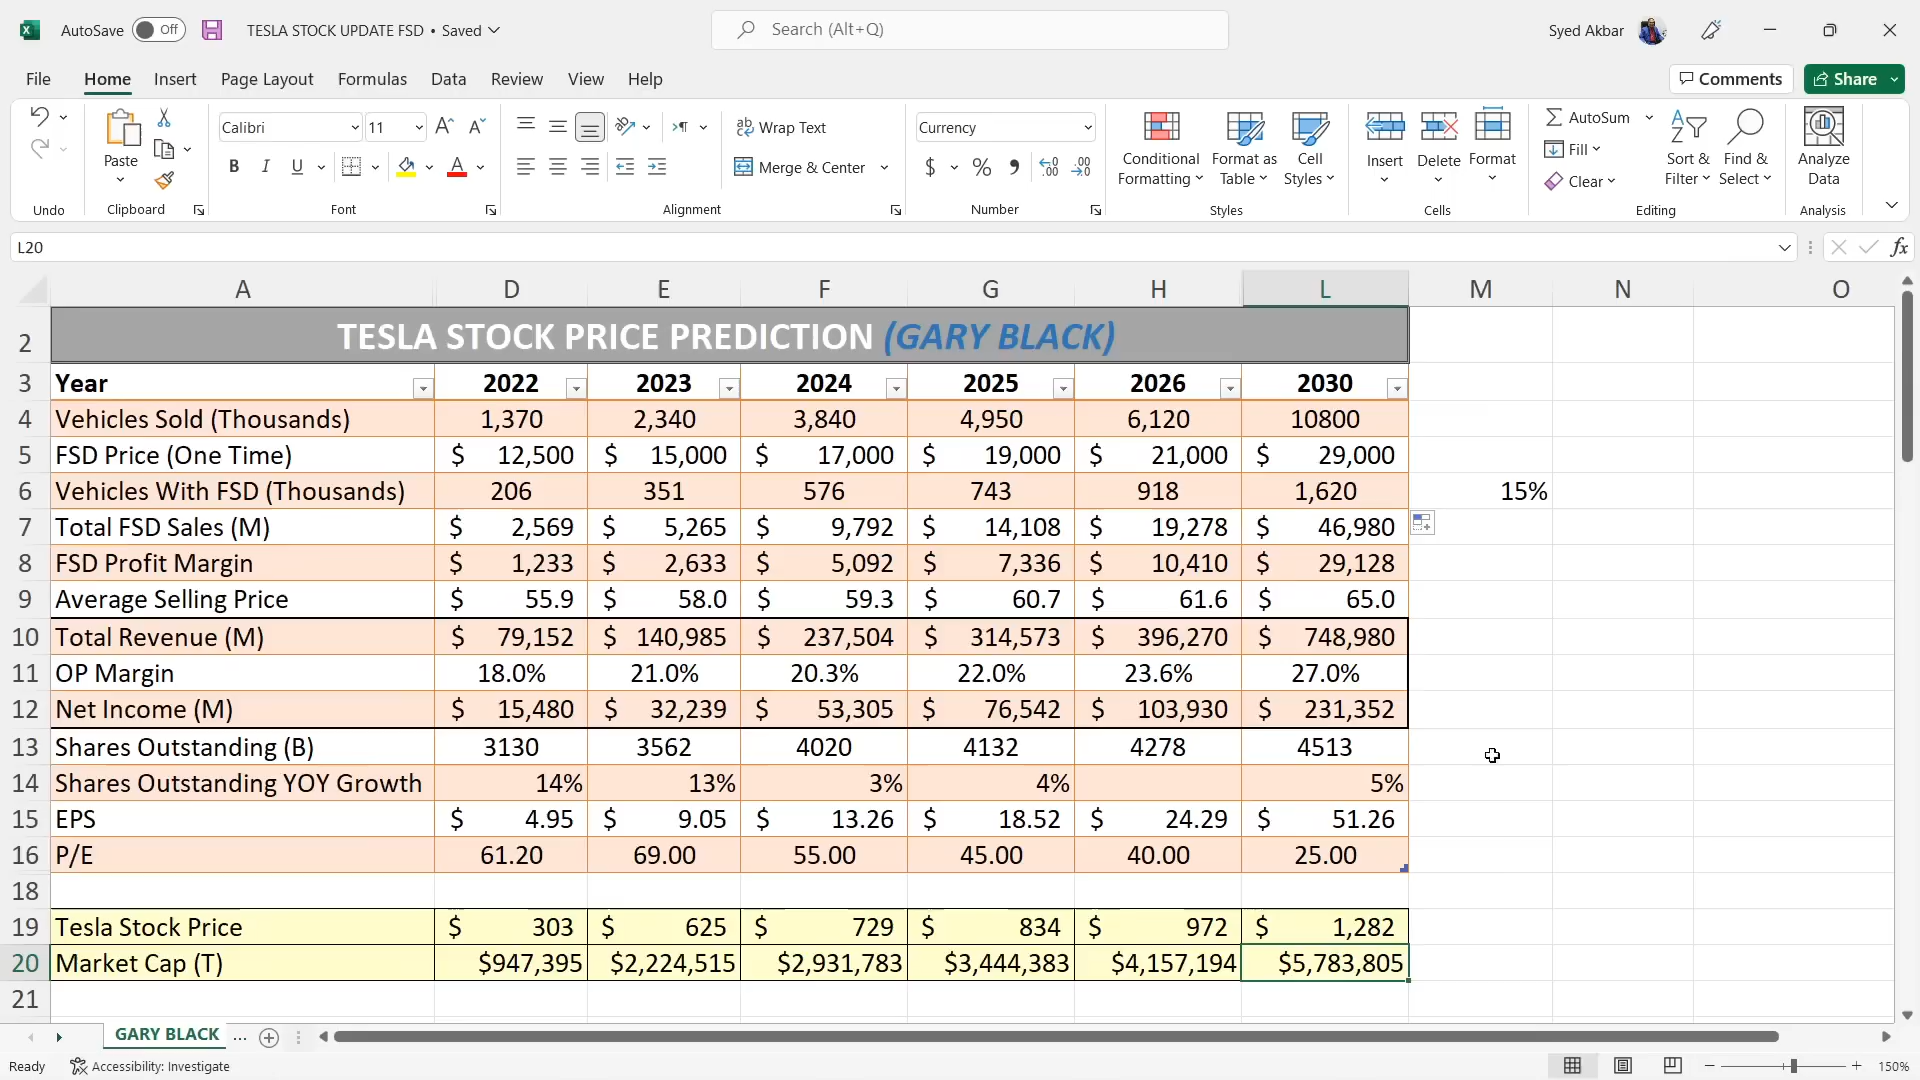 AutoSave Off TESLA STOCK UPDATE FSD • Saved Search (Alt+Q) Syed Akbar
File Home Insert Page Layout Formulas Data Review View Help Comments Share
Paste Calibri 11 Wrap Text Currency Conditional Formatting Format as Table Cell Styles Insert Delete Format AutoSum Sort & Filter Find & Select Analyze Data
B I U Merge & Center $ % Fill
Clear
Undo Clipboard Font Alignment Number Styles Cells Editing Analysis
L20 fx
A D E F G H L M N O
2 TESLA STOCK PRICE PREDICTION (GARY BLACK)
3 Year 2022 2023 2024 2025 2026 2030
4 Vehicles Sold (Thousands) 1,370 2,340 3,840 4,950 6,120 10800
5 FSD Price (One Time) $ 12,500 $ 15,000 $ 17,000 $ 19,000 $ 21,000 $ 29,000
6 Vehicles With FSD (Thousands) 206 351 576 743 918 1,620 15%
7 Total FSD Sales (M) $ 2,569 $ 5,265 $ 9,792 $ 14,108 $ 19,278 $ 46,980
8 FSD Profit Margin $ 1,233 $ 2,633 $ 5,092 $ 7,336 $ 10,410 $ 29,128
9 Average Selling Price $ 55.9 $ 58.0 $ 59.3 $ 60.7 $ 61.6 $ 65.0
10 Total Revenue (M) $ 79,152 $ 140,985 $ 237,504 $ 314,573 $ 396,270 $ 748,980
11 OP Margin 18.0% 21.0% 20.3% 22.0% 23.6% 27.0%
12 Net Income (M) $ 15,480 $ 32,239 $ 53,305 $ 76,542 $ 103,930 $ 231,352
13 Shares Outstanding (B) 3130 3562 4020 4132 4278 4513
14 Shares Outstanding YOY Growth 14% 13% 3% 4% 5%
15 EPS $ 4.95 $ 9.05 $ 13.26 $ 18.52 $ 24.29 $ 51.26
16 P/E 61.20 69.00 55.00 45.00 40.00 25.00
18
19 Tesla Stock Price $ 303 $ 625 $ 729 $ 834 $ 972 $ 1,282
20 Market Cap (T) $947,395 $2,224,515 $2,931,783 $3,444,383 $4,157,194 $5,783,805
21
GARY BLACK ...
Ready Accessibility: Investigate 150%